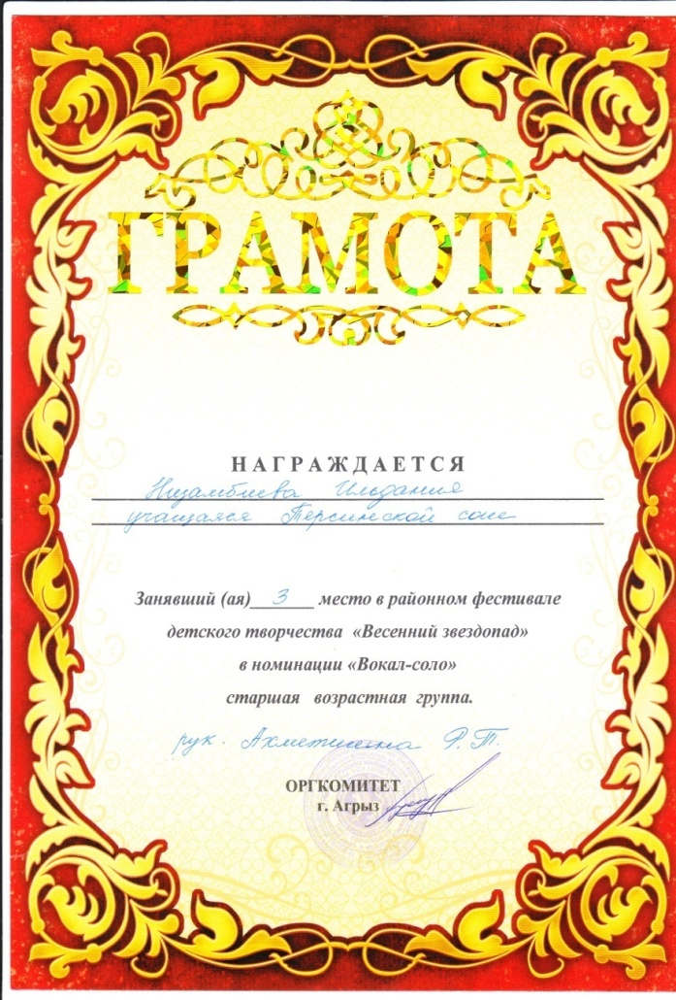 ГРАМОТА
НАГРАЖДАЕТСЯ
Низамбиева Ильдания
учащаяся Терсинской сош
Занявший (ая) 3 место в районном фестивале
детского творчества «Весенний звездопад»
в номинации «Вокал-соло»
старшая возрастная группа.
рук. Ахметшина Р.Т.
ОРГКОМИТЕТ
г. Агрыз